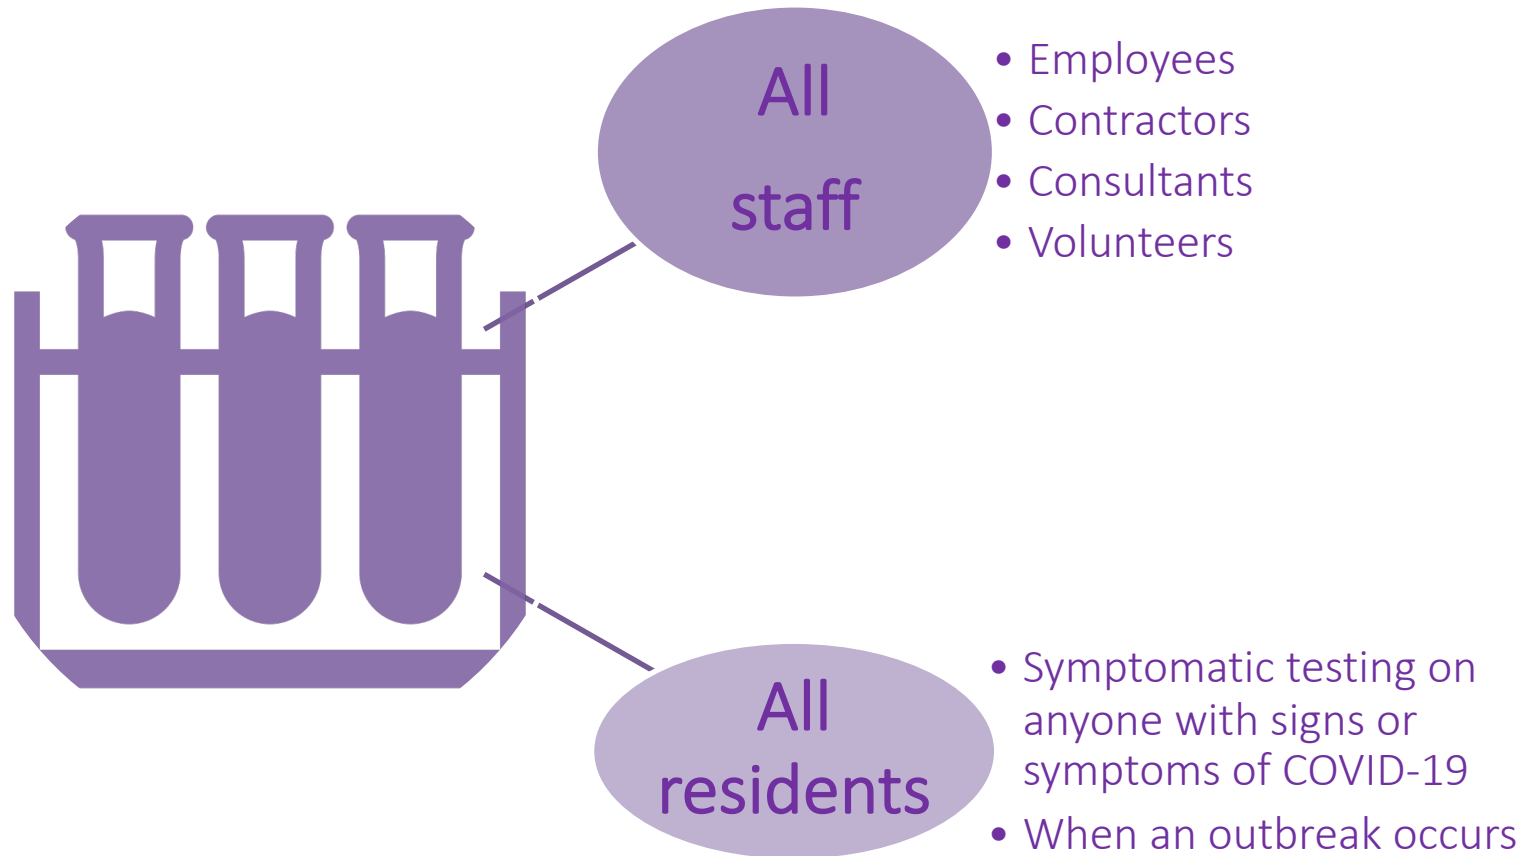 All
staff
• Employees
• Contractors
• Consultants
• Volunteers
All
residents
• Symptomatic testing on
anyone with signs or
symptoms of COVID-19
• When an outbreak occurs